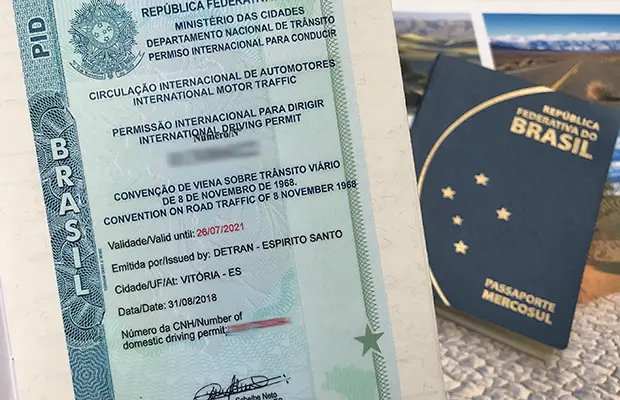 PID
BRASIL
REPÚBLICA FEDERATIVA
MINISTÉRIO DAS CIDADES
DEPARTAMENTO NACIONAL DE TRÂNSITO
PERMISO INTERNACIONAL PARA CONDUCIR
CIRCULAÇÃO INTERNACIONAL DE AUTOMOTORES
INTERNATIONAL MOTOR TRAFFIC
PERMISSÃO INTERNACIONAL PARA DIRIGIR
INTERNATIONAL DRIVING PERMIT
Número/N
CONVENÇÃO DE VIENA SOBRE TRÂNSITO VIÁRIO
DE 8 DE NOVEMBRO DE 1968.
CONVENTION ON ROAD TRAFFIC OF 8 NOVEMBER 1968
Validade/Valid until: 26/07/2021
Emitida por/Issued by: DETRAN - ESPIRITO SANTO
Cidade/UF/At: VITÓRIA - ES
Data/Date: 31/08/2018
Número da CNH/Number of
domestic driving permit:
Neto
REPÚBLICA
FEDERATIVA DO
BRASIL
PASSAPORTE
MERCOSUL